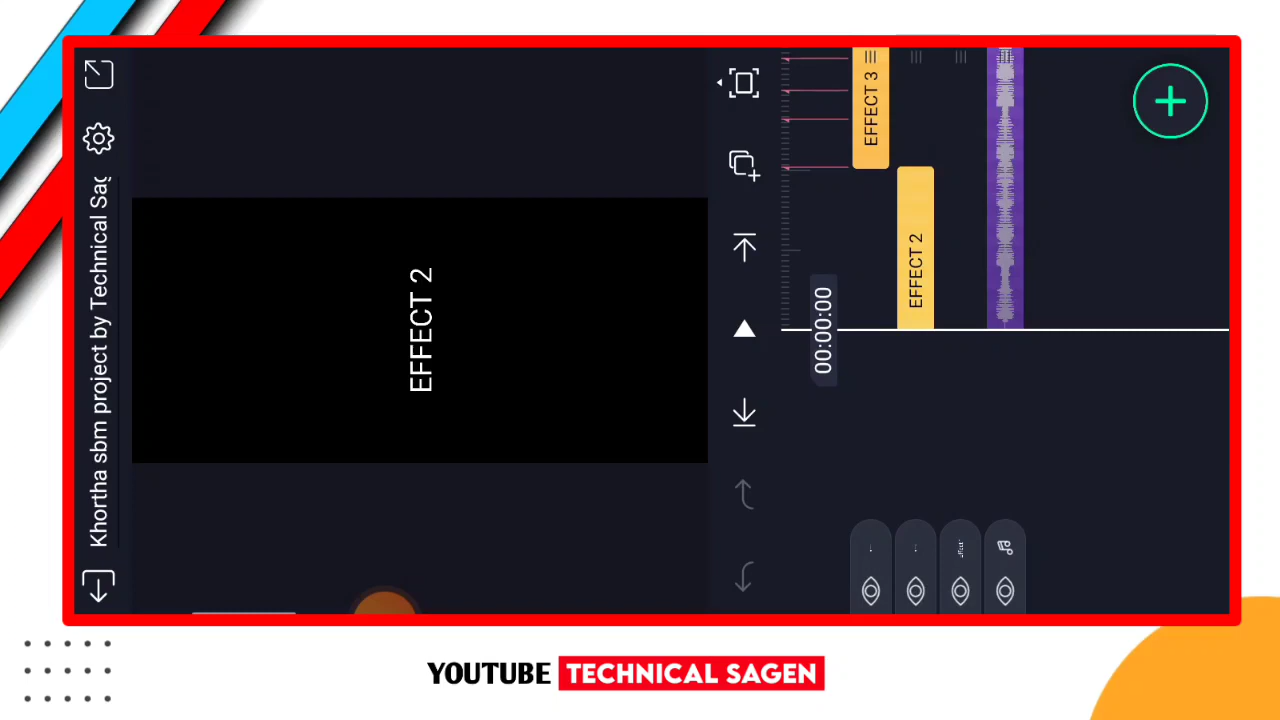 Khortha sbm project by Technical Sag
EFFECT 2
00:00:00
EFFECT 3
EFFECT 2
YOUTUBE TECHNICAL SAGEN